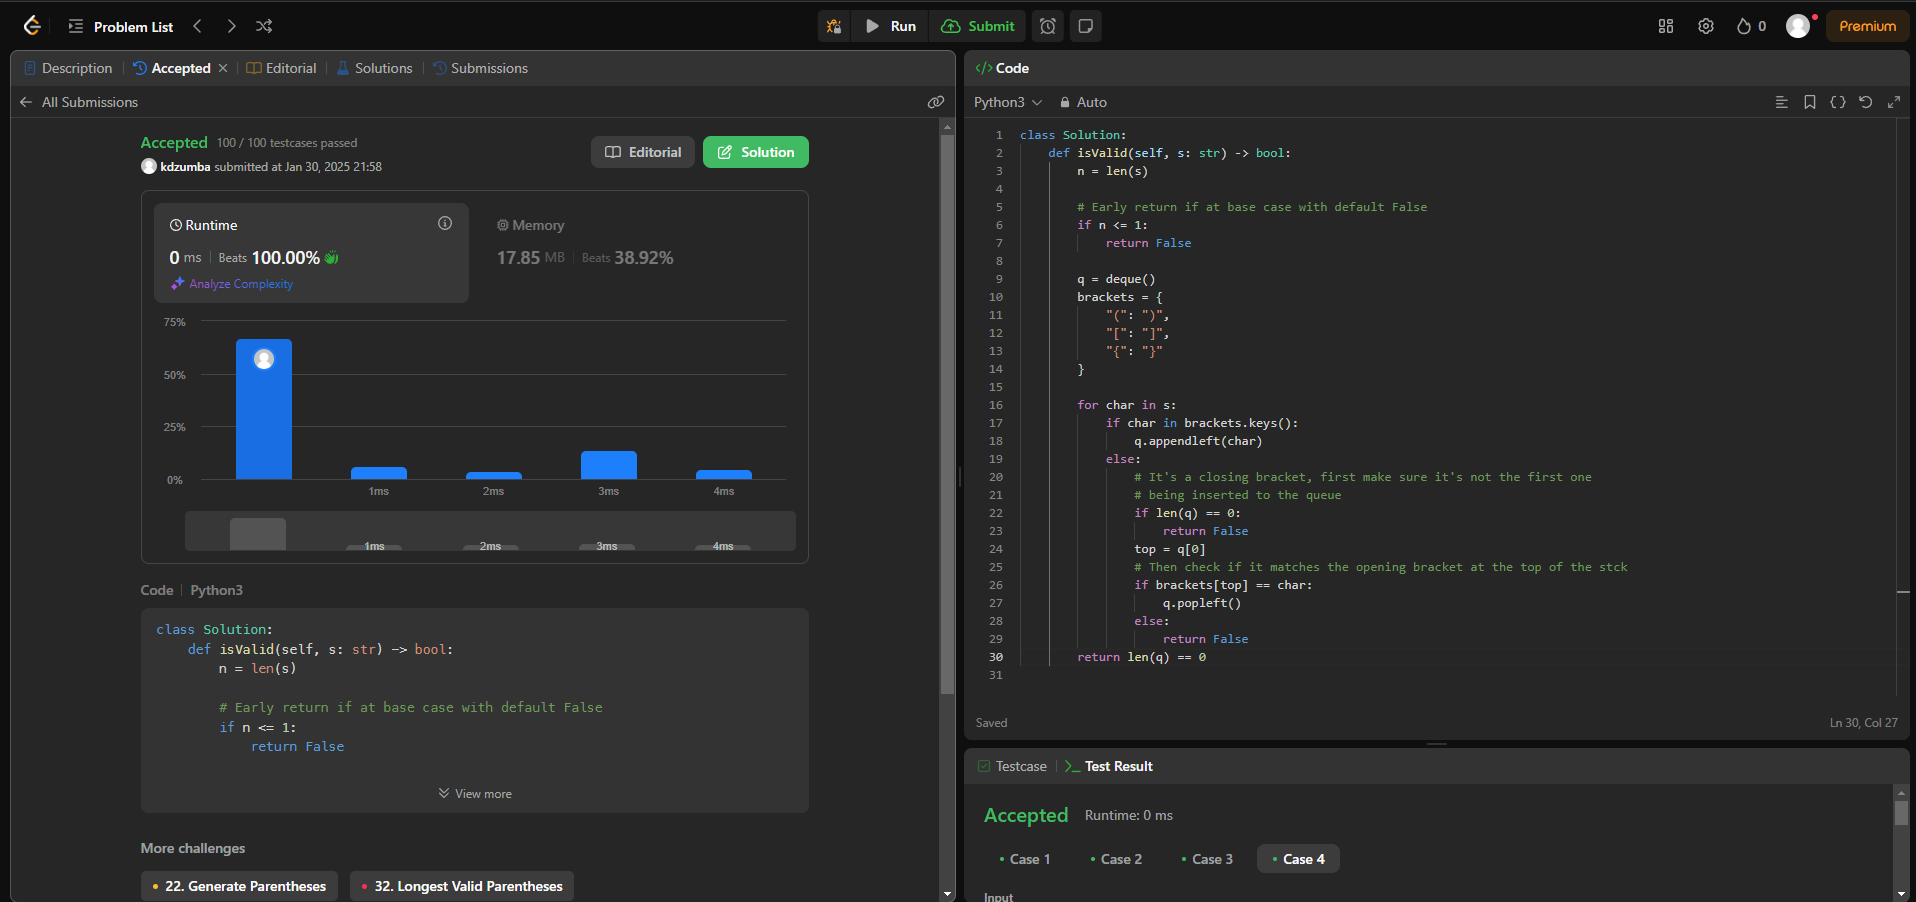 Problem List
Run
Submit
0
Premium
Description
Accepted
Editorial
Solutions
Submissions
All Submissions
Accepted 100 / 100 testcases passed
kdzumba submitted at Jan 30, 2025 21:58
Editorial
Solution
Runtime
0 ms Beats 100.00%
Analyze Complexity
Memory
17.85 MB Beats 38.92%
75%
50%
25%
0%
1ms 2ms 3ms 4ms
1ms 2ms 3ms 4ms
Code Python3
class Solution:
    def isValid(self, s: str) -> bool:
        n = len(s)

        # Early return if at base case with default False
        if n <= 1:
            return False
View more
More challenges
22. Generate Parentheses
32. Longest Valid Parentheses
</> Code
Python3 Auto
1 class Solution:
2     def isValid(self, s: str) -> bool:
3         n = len(s)
4
5         # Early return if at base case with default False
6         if n <= 1:
7             return False
8
9         q = deque()
10         brackets = {
11             "(": ")",
12             "[": "]",
13             "{": "}"
14         }
15
16         for char in s:
17             if char in brackets.keys():
18                 q.appendleft(char)
19             else:
20                 # It's a closing bracket, first make sure it's not the first one
21                 # being inserted to the queue
22                 if len(q) == 0:
23                     return False
24                 top = q[0]
25                 # Then check if it matches the opening bracket at the top of the stck
26                 if brackets[top] == char:
27                     q.popleft()
28                 else:
29                     return False
30         return len(q) == 0
31
Saved
Ln 30, Col 27
Testcase
Test Result
Accepted Runtime: 0 ms
Case 1
Case 2
Case 3
Case 4
Input